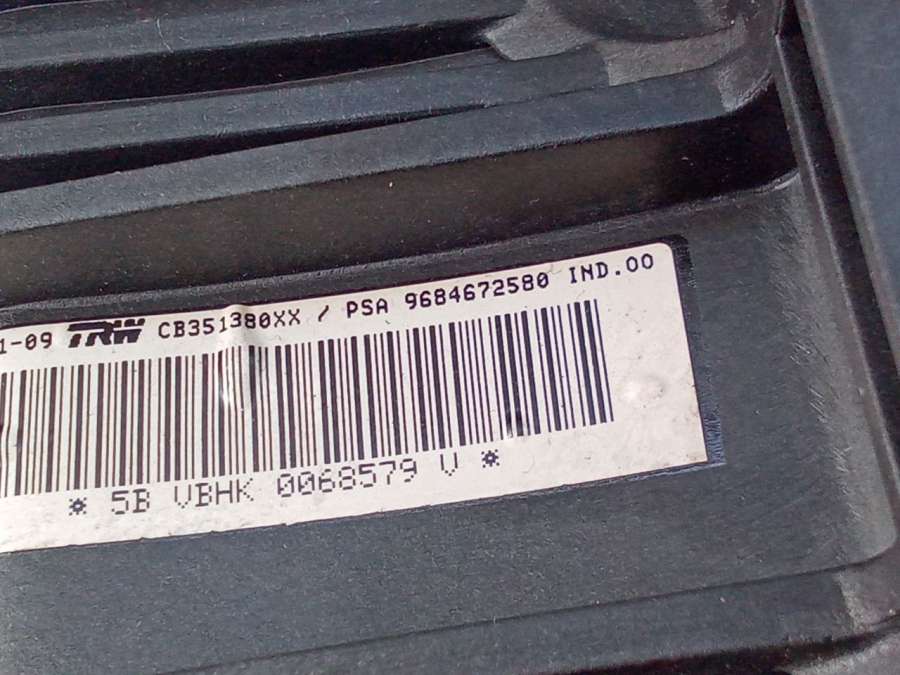 1-09 TRW CB351380XX / PSA 9684672580 IND.00
* 5B VBHK 0068579 V *